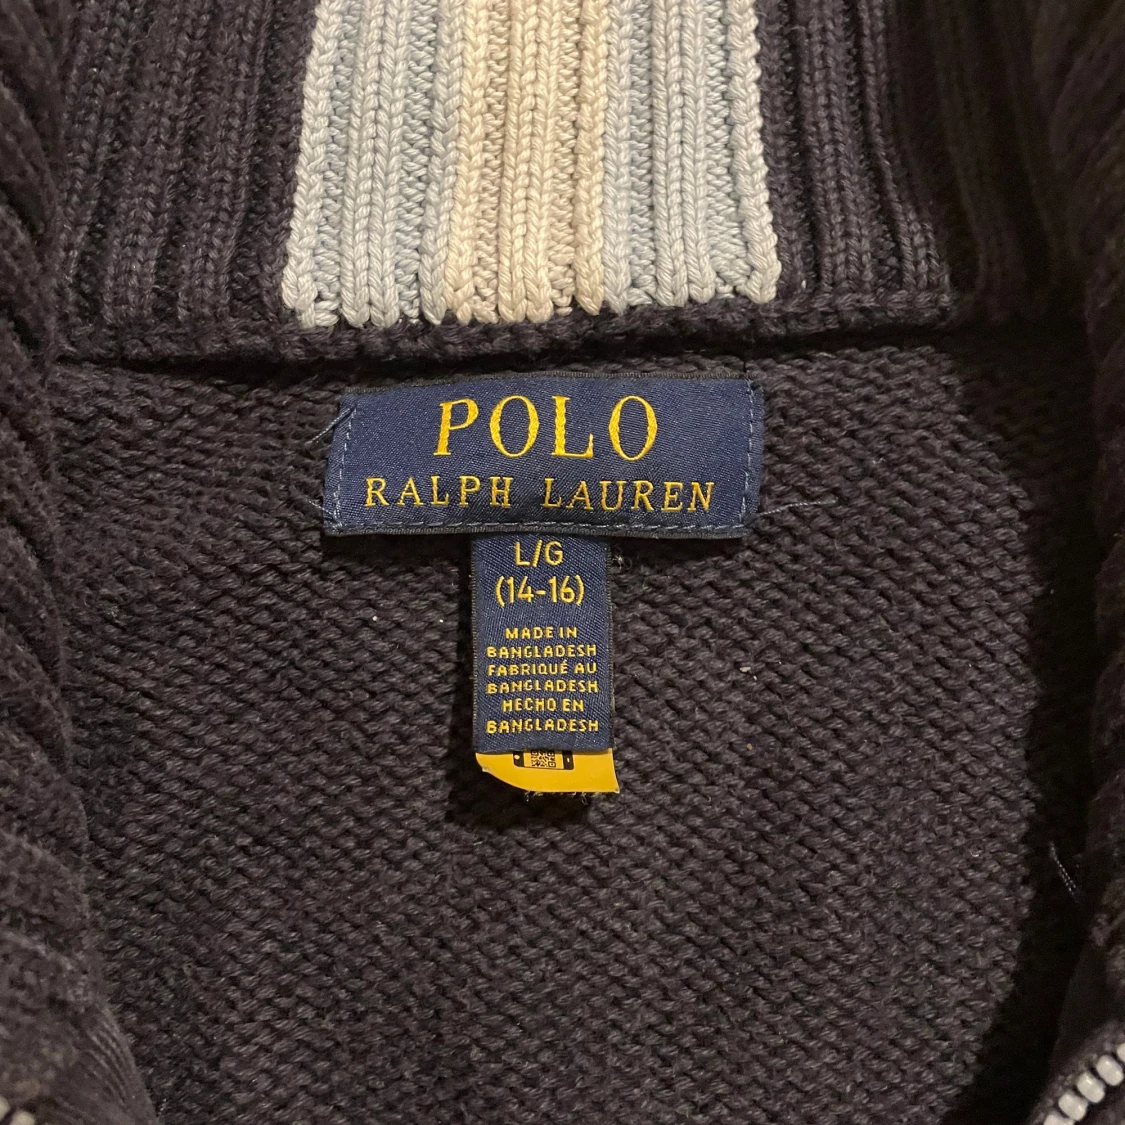 POLO
RALPH LAUREN
L/G
(14-16)
MADE IN
BANGLADESH
FABRIQUÉ AU
BANGLADESH
HECHO EN
BANGLADESH